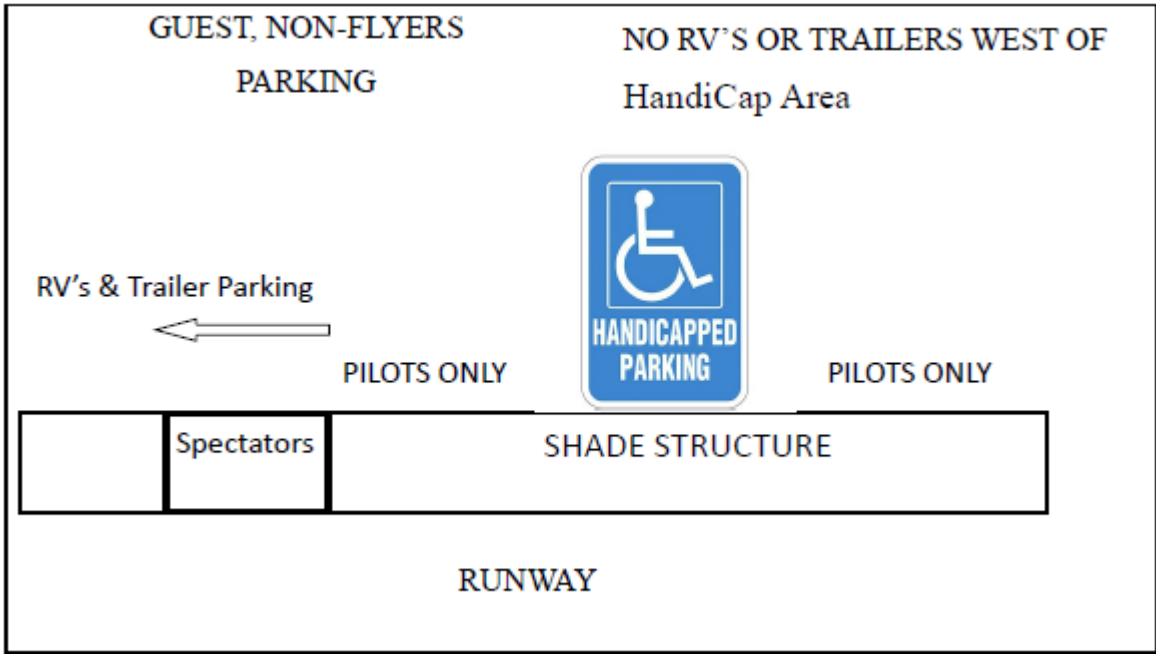 GUEST, NON-FLYERS
PARKING
NO RV’S OR TRAILERS WEST OF
HandiCap Area
RV’s & Trailer Parking
HANDICAPPED
PARKING
PILOTS ONLY
PILOTS ONLY
Spectators
SHADE STRUCTURE
RUNWAY